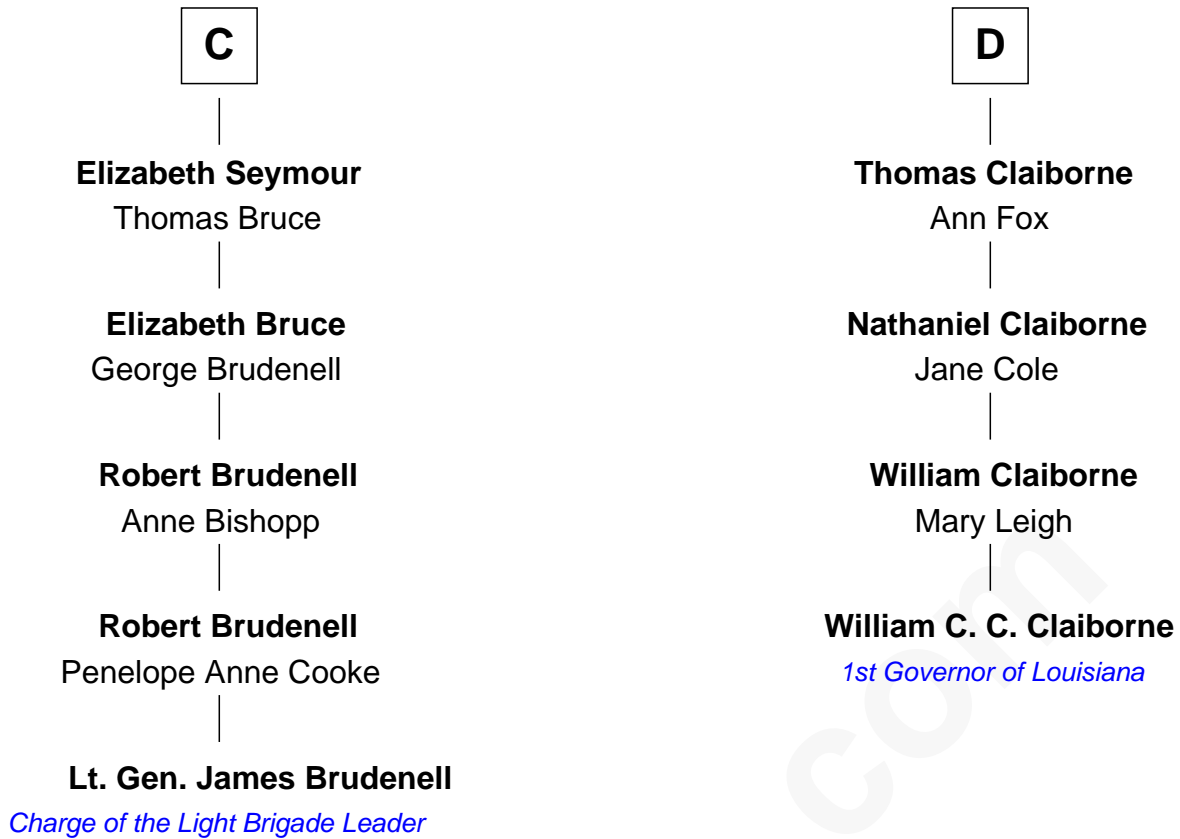 C
Elizabeth Seymour
Thomas Bruce
Elizabeth Bruce
George Brudenell
Robert Brudenell
Anne Bishopp
Robert Brudenell
Penelope Anne Cooke
Lt. Gen. James Brudenell
Charge of the Light Brigade Leader
D
Thomas Claiborne
Ann Fox
Nathaniel Claiborne
Jane Cole
William Claiborne
Mary Leigh
William C. C. Claiborne
1st Governor of Louisiana
com